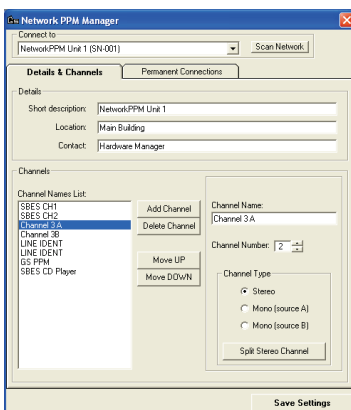 Network PPM Manager
Connect to
NetworkPPM Unit 1 (SN-001)
Scan Network
Details & Channels
Permanent Connections
Details
Short description:
NetworkPPM Unit 1
Location:
Main Building
Contact:
Hardware Manager
Channels
Channel Names List:
SBES CH1
SBES CH2
Channel 3A
Channel 3B
LINE IDENT
LINE IDENT
GS PPM
SBES CD Player
Add Channel
Delete Channel
Move UP
Move DOWN
Channel Name:
Channel 3A
Channel Number:
2
Channel Type
Stereo
Mono (source A)
Mono (source B)
Split Stereo Channel
Save Settings